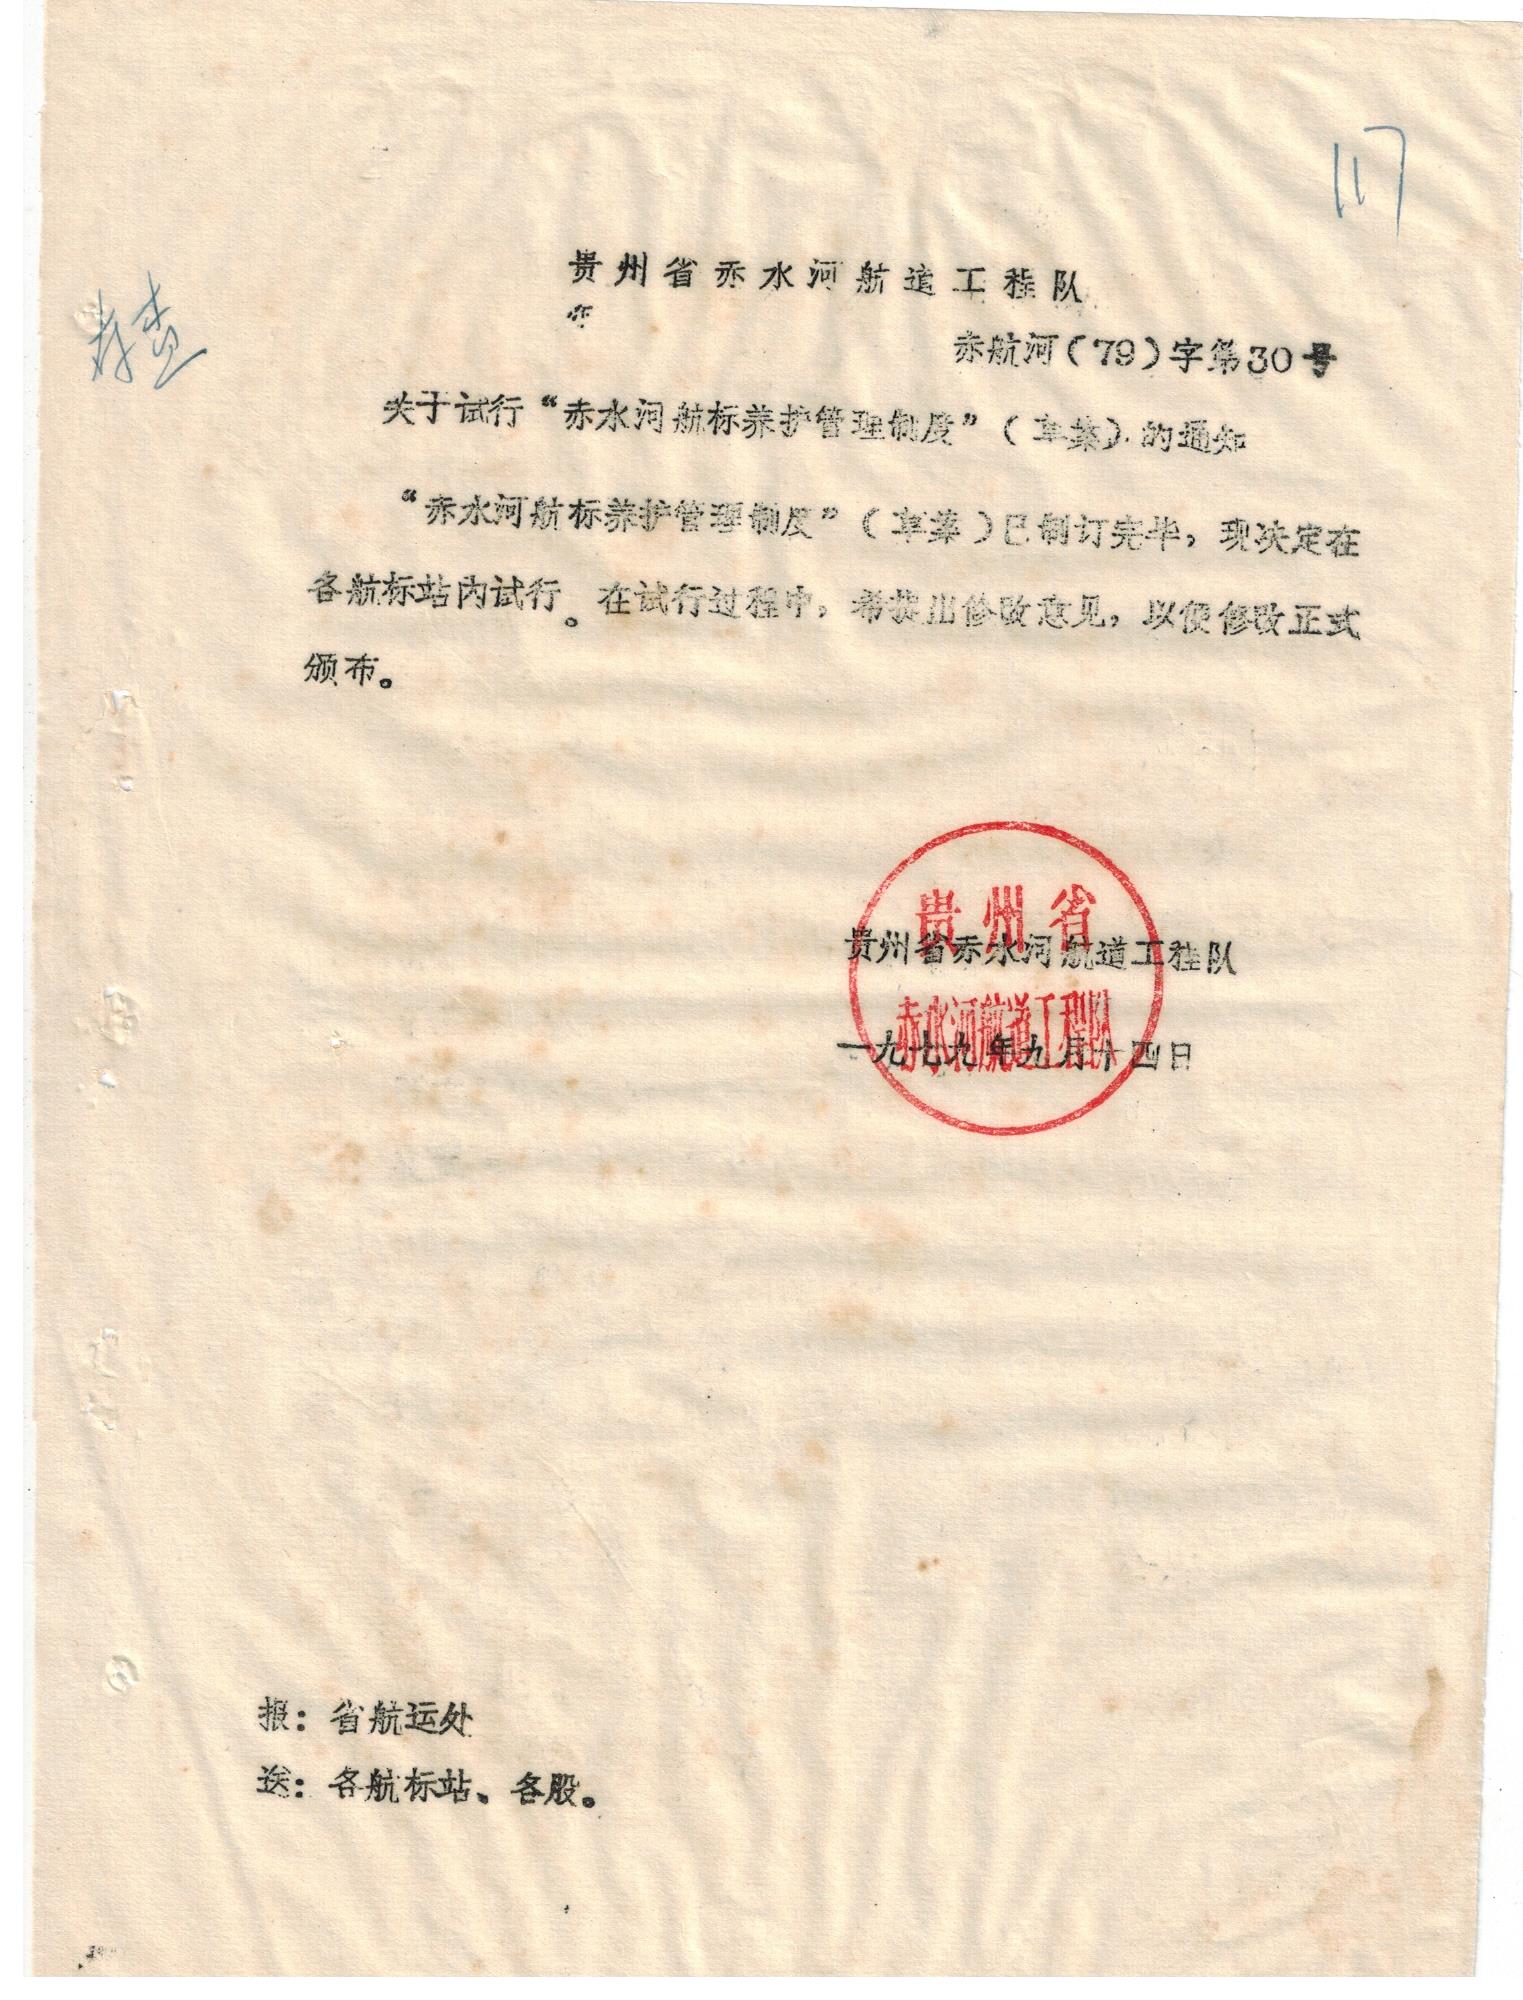 117
存查
贵州省赤水河航道工程队
赤航河(79)字第30号
关于试行“赤水河航标养护管理制度”(草案)的通知
“赤水河航标养护管理制度”(草案)已制订完毕,现决定在
各航标站内试行。在试行过程中,希提出修改意见,以便修改正式
颁布。
贵州省
贵州省赤水河航道工程队
赤水河航道工程队
一九七九年九月十四日
报:省航运处
送:各航标站、各股。